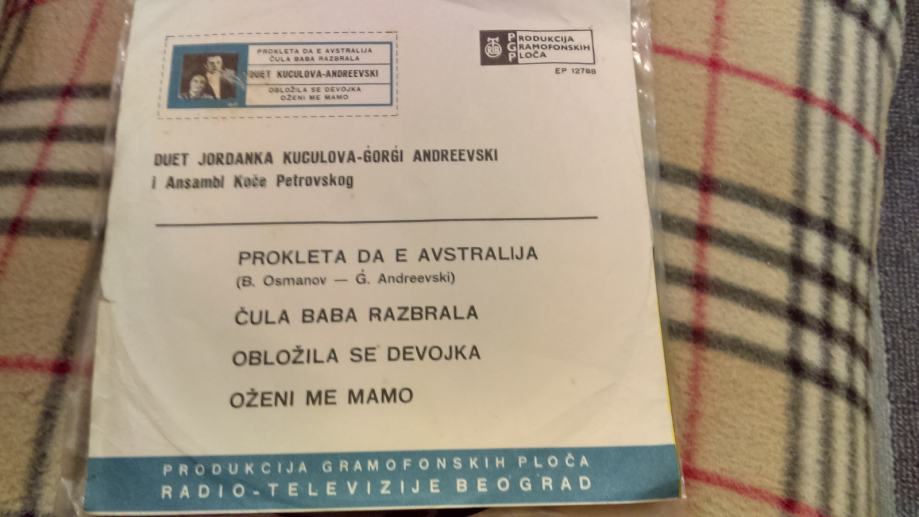 PROKLETA DA E AVSTRALIJA
ČULA BABA RAZBRALA
DUET KUCULOVA-ANDREEVSKI
OBLOŽILA SE DEVOJKA
OŽENI ME MAMO
PGP
RTB
PRODUKCIJA
GRAMOFONSKIH
PLOČA
EP 12788
DUET JORDANKA KUCULOVA-ĠORĠI ANDREEVSKI
i Ansambl Koče Petrovskog
PROKLETA DA E AVSTRALIJA
(B. Osmanov — Ġ. Andreevski)
ČULA BABA RAZBRALA
OBLOŽILA SE DEVOJKA
OŽENI ME MAMO
PRODUKCIJA GRAMOFONSKIH PLOČA
RADIO-TELEVIZIJE BEOGRAD